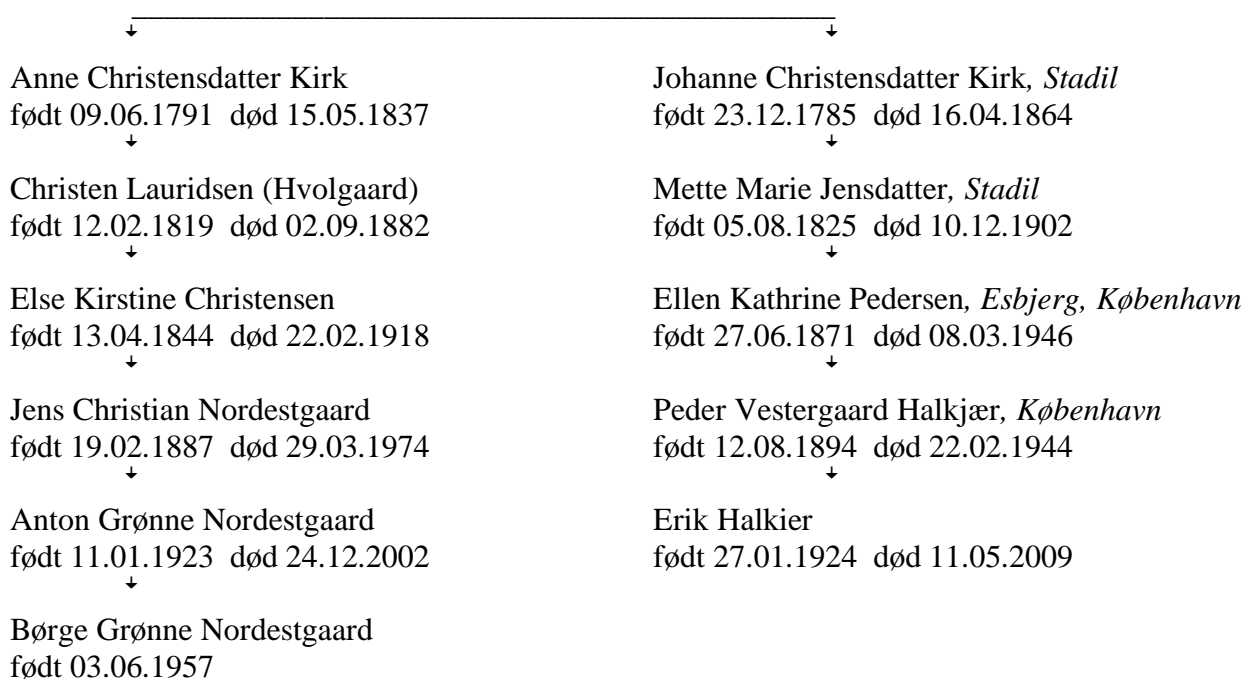 Anne Christensdatter Kirk
født 09.06.1791 død 15.05.1837
Christen Lauridsen (Hvolgaard)
født 12.02.1819 død 02.09.1882
Else Kirstine Christensen
født 13.04.1844 død 22.02.1918
Jens Christian Nordestgaard
født 19.02.1887 død 29.03.1974
Anton Grønne Nordestgaard
født 11.01.1923 død 24.12.2002
Børge Grønne Nordestgaard
født 03.06.1957
Johanne Christensdatter Kirk, Stadil
født 23.12.1785 død 16.04.1864
Mette Marie Jensdatter, Stadil
født 05.08.1825 død 10.12.1902
Ellen Kathrine Pedersen, Esbjerg, København
født 27.06.1871 død 08.03.1946
Peder Vestergaard Halkjær, København
født 12.08.1894 død 22.02.1944
Erik Halkier
født 27.01.1924 død 11.05.2009